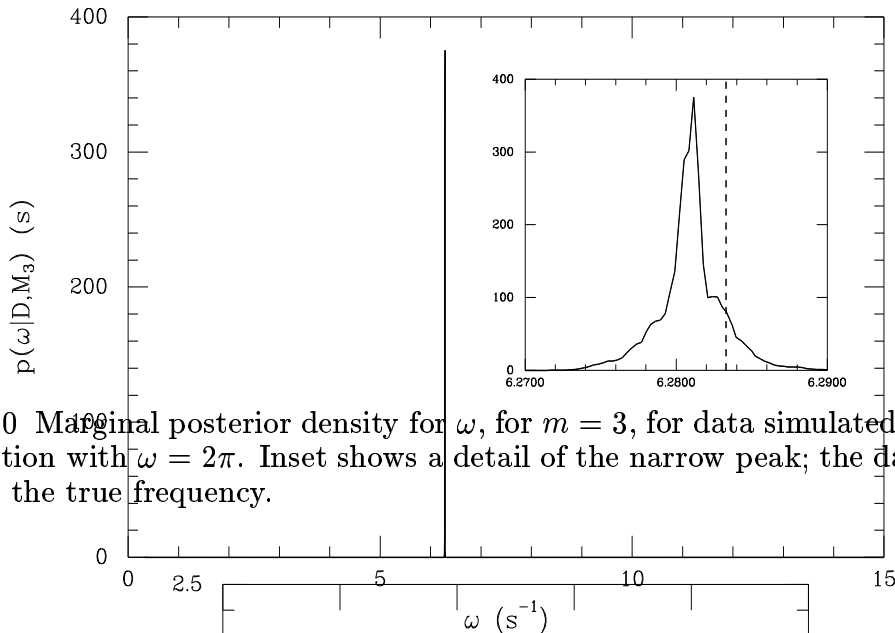 400
400
300
300
p(ω|D,M₃) (s)
200
200
100
0
6.2700 6.2800 6.2900
0 Marginal posterior density for ω, for m = 3, for data simulated
100
tion with ω = 2π. Inset shows a detail of the narrow peak; the da
the true frequency.
0
0 5 10 15
2.5
ω (s⁻¹)